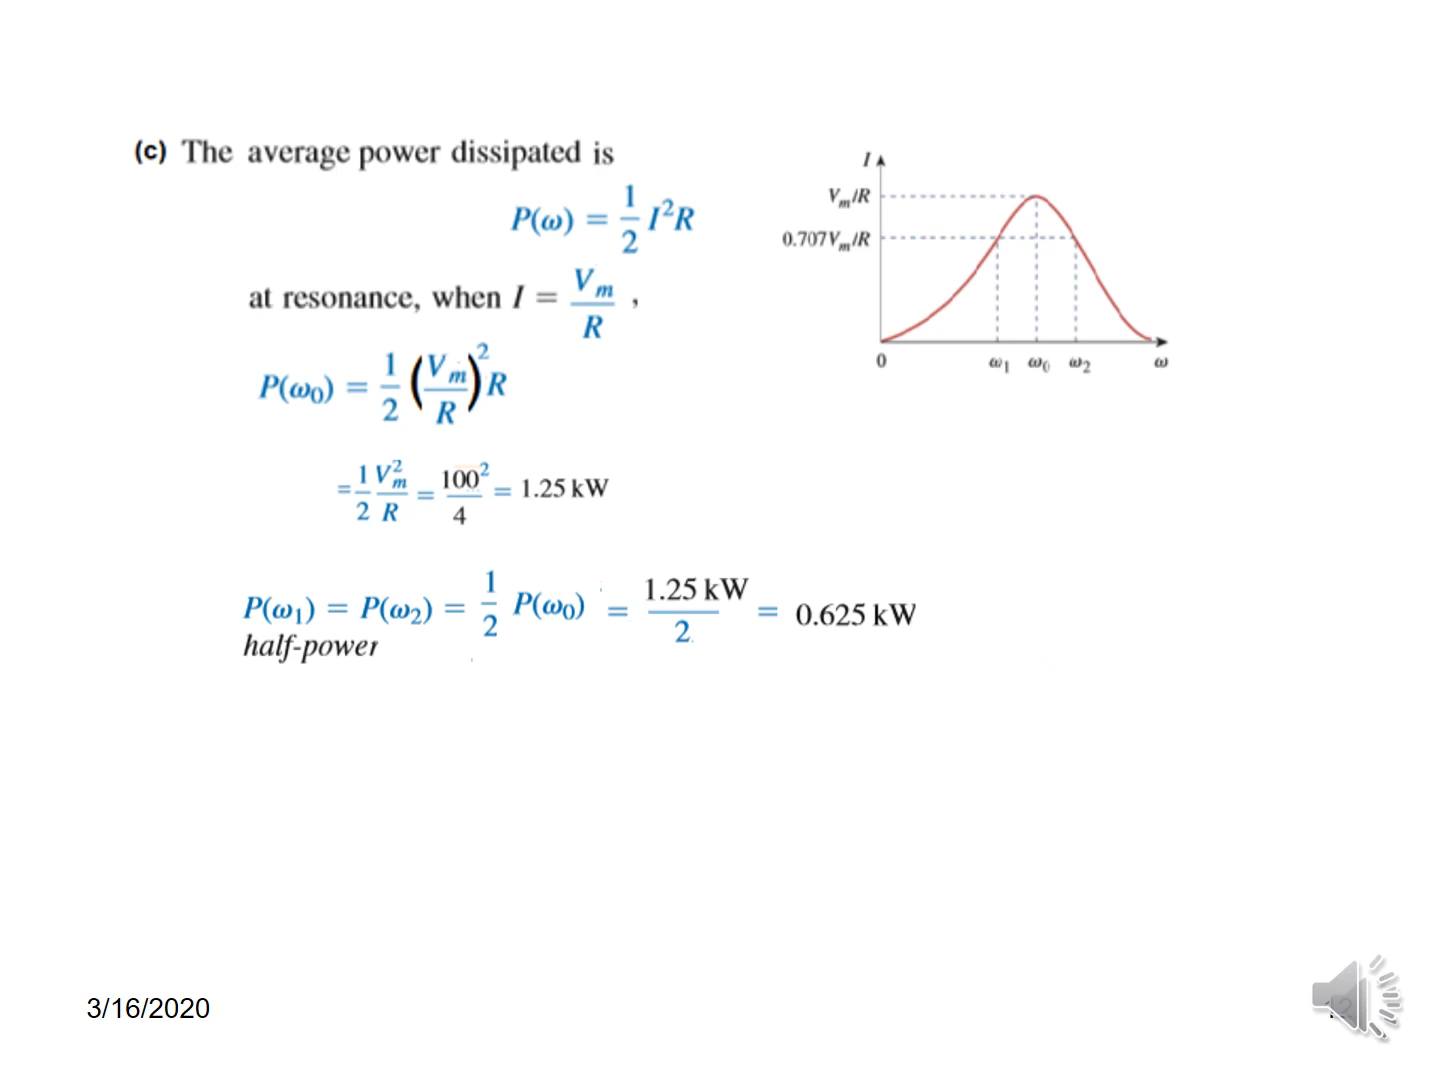 (c) The average power dissipated is
P(ω) = 1/2 I²R
at resonance, when I = Vm/R ,
P(ω0) = 1/2 (Vm/R)² R
= 1/2 Vm²/R = 100²/4 = 1.25 kW
P(ω1) = P(ω2) = 1/2 P(ω0) = 1.25 kW/2 = 0.625 kW
half-power
I
Vm/R
0.707Vm/R
0 ω1 ω0 ω2 ω
3/16/2020
12